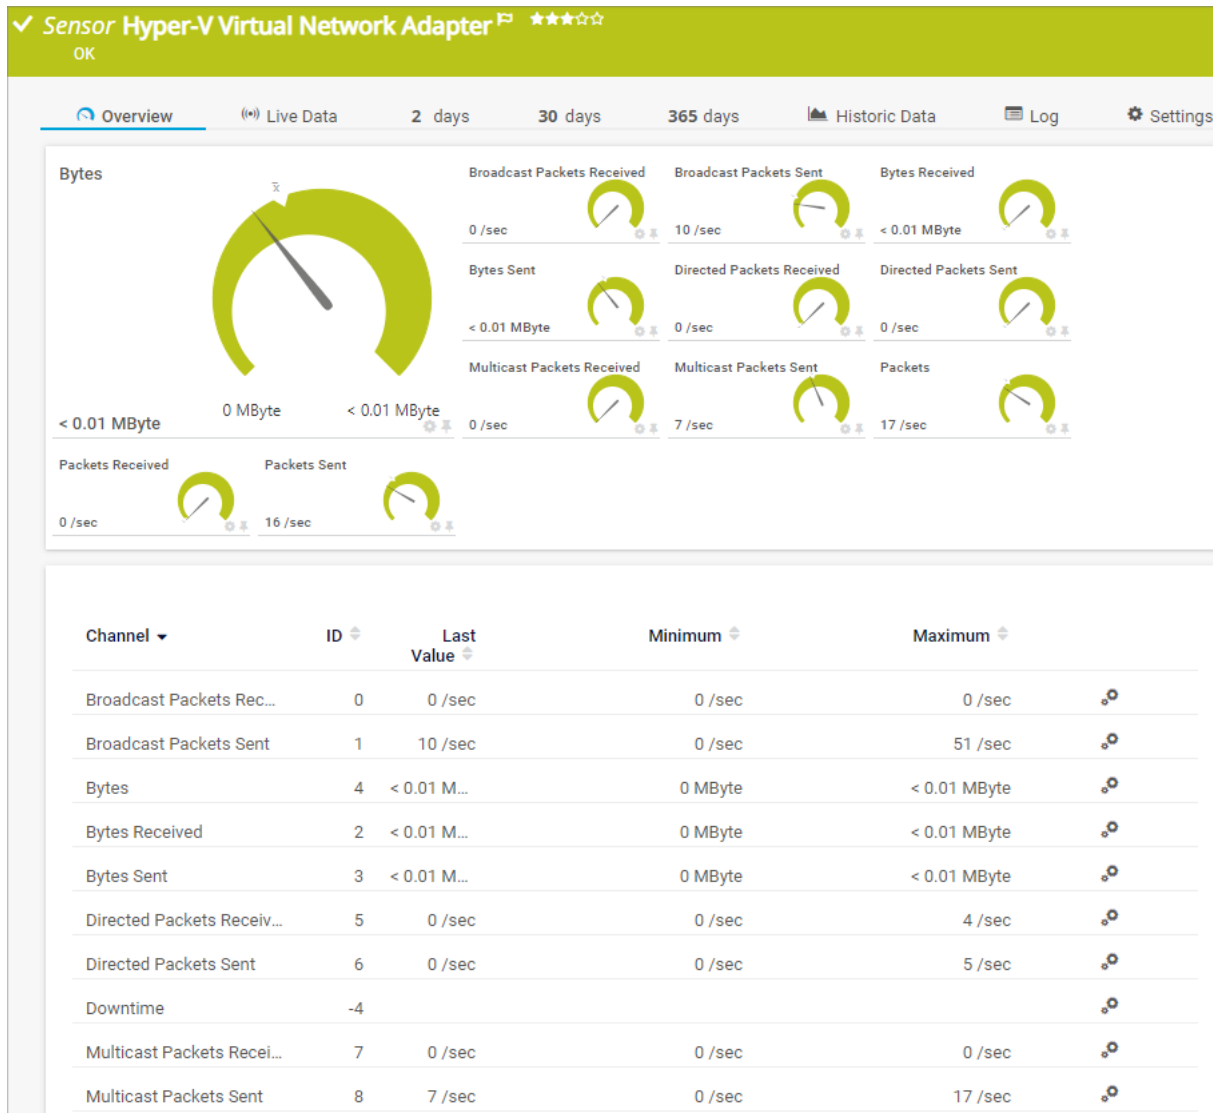 Sensor Hyper-V Virtual Network Adapter
OK
Overview Live Data 2 days 30 days 365 days Historic Data Log Settings
Bytes
x̄
0 MByte < 0.01 MByte
< 0.01 MByte
Broadcast Packets Received
0 /sec
Broadcast Packets Sent
10 /sec
Bytes Received
< 0.01 MByte
Bytes Sent
< 0.01 MByte
Directed Packets Received
0 /sec
Directed Packets Sent
0 /sec
Multicast Packets Received
0 /sec
Multicast Packets Sent
7 /sec
Packets
17 /sec
Packets Received
0 /sec
Packets Sent
16 /sec
Channel ID Last Value Minimum Maximum
Broadcast Packets Rec... 0 0 /sec 0 /sec 0 /sec
Broadcast Packets Sent 1 10 /sec 0 /sec 51 /sec
Bytes 4 < 0.01 M... 0 MByte < 0.01 MByte
Bytes Received 2 < 0.01 M... 0 MByte < 0.01 MByte
Bytes Sent 3 < 0.01 M... 0 MByte < 0.01 MByte
Directed Packets Receiv... 5 0 /sec 0 /sec 4 /sec
Directed Packets Sent 6 0 /sec 0 /sec 5 /sec
Downtime -4
Multicast Packets Recei... 7 0 /sec 0 /sec 0 /sec
Multicast Packets Sent 8 7 /sec 0 /sec 17 /sec